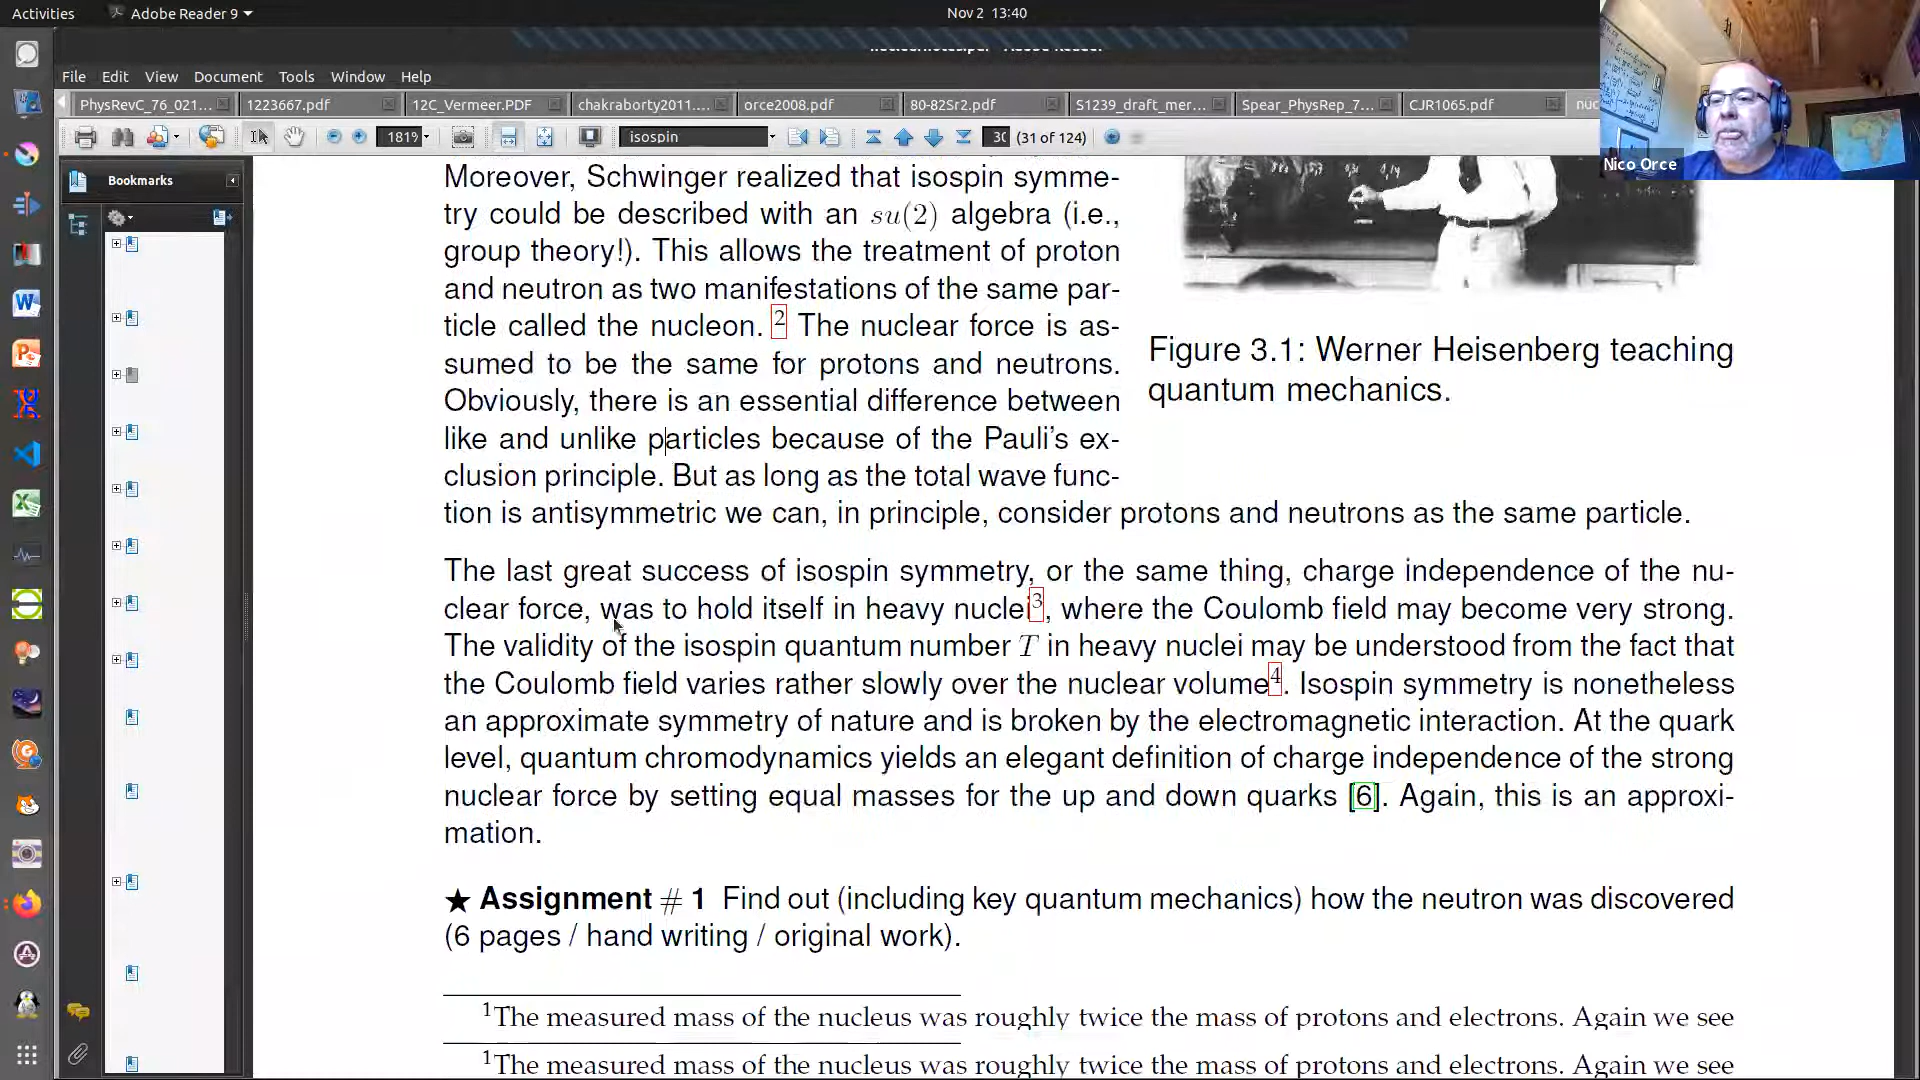 Activities
Adobe Reader 9
Nov 2 13:40
File Edit View Document Tools Window Help
PhysRevC_76_021...
1223667.pdf
12C_Vermeer.PDF
chakraborty2011....
orce2008.pdf
80-82Sr2.pdf
S1239_draft_mer...
Spear_PhysRep_7...
CJR1065.pdf
nuc
181%
isospin
(31 of 124)
Nico Orce
Bookmarks
Moreover, Schwinger realized that isospin symme-
try could be described with an su(2) algebra (i.e.,
group theory!). This allows the treatment of proton
and neutron as two manifestations of the same par-
ticle called the nucleon. 2 The nuclear force is as-
sumed to be the same for protons and neutrons.
Obviously, there is an essential difference between
like and unlike particles because of the Pauli's ex-
clusion principle. But as long as the total wave func-
tion is antisymmetric we can, in principle, consider protons and neutrons as the same particle.
Figure 3.1: Werner Heisenberg teaching
quantum mechanics.
The last great success of isospin symmetry, or the same thing, charge independence of the nu-
clear force, was to hold itself in heavy nuclei3, where the Coulomb field may become very strong.
The validity of the isospin quantum number T in heavy nuclei may be understood from the fact that
the Coulomb field varies rather slowly over the nuclear volume4. Isospin symmetry is nonetheless
an approximate symmetry of nature and is broken by the electromagnetic interaction. At the quark
level, quantum chromodynamics yields an elegant definition of charge independence of the strong
nuclear force by setting equal masses for the up and down quarks [6]. Again, this is an approxi-
mation.
★ Assignment # 1 Find out (including key quantum mechanics) how the neutron was discovered
(6 pages / hand writing / original work).
1The measured mass of the nucleus was roughly twice the mass of protons and electrons. Again we see
1The measured mass of the nucleus was roughly twice the mass of protons and electrons. Again we see